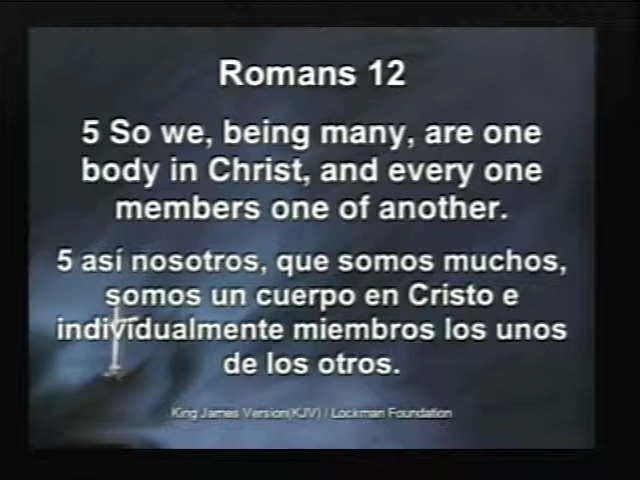 Romans 12
5 So we, being many, are one
body in Christ, and every one
members one of another.
5 así nosotros, que somos muchos,
somos un cuerpo en Cristo e
individualmente miembros los unos
de los otros.
King James Version(KJV) / Lockman Foundation